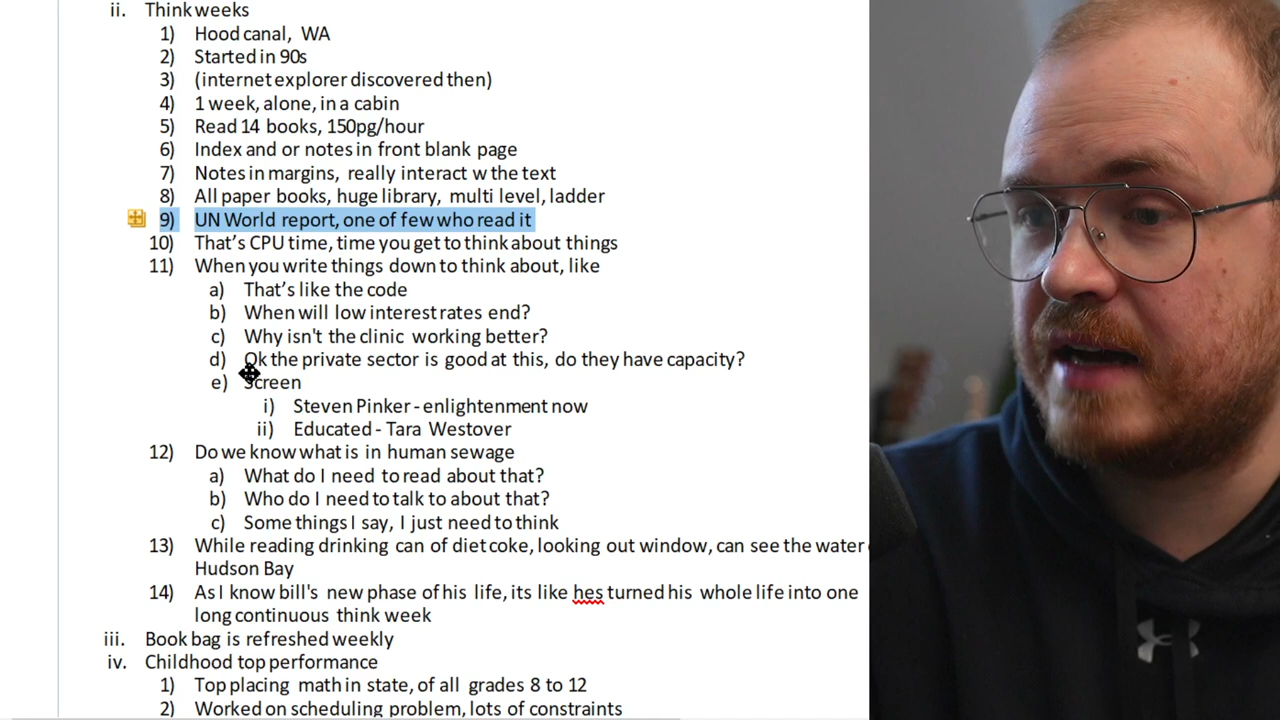 ii. Think weeks
1) Hood canal, WA
2) Started in 90s
3) (internet explorer discovered then)
4) 1 week, alone, in a cabin
5) Read 14 books, 150pg/hour
6) Index and or notes in front blank page
7) Notes in margins, really interact w the text
8) All paper books, huge library, multi level, ladder
9) UN World report, one of few who read it
10) That's CPU time, time you get to think about things
11) When you write things down to think about, like
a) That's like the code
b) When will low interest rates end?
c) Why isn't the clinic working better?
d) Ok the private sector is good at this, do they have capacity?
e) Screen
i) Steven Pinker - enlightenment now
ii) Educated - Tara Westover
12) Do we know what is in human sewage
a) What do I need to read about that?
b) Who do I need to talk to about that?
c) Some things I say, I just need to think
13) While reading drinking can of diet coke, looking out window, can see the water
Hudson Bay
14) As I know bill's new phase of his life, its like hes turned his whole life into one
long continuous think week
iii. Book bag is refreshed weekly
iv. Childhood top performance
1) Top placing math in state, of all grades 8 to 12
2) Worked on scheduling problem, lots of constraints